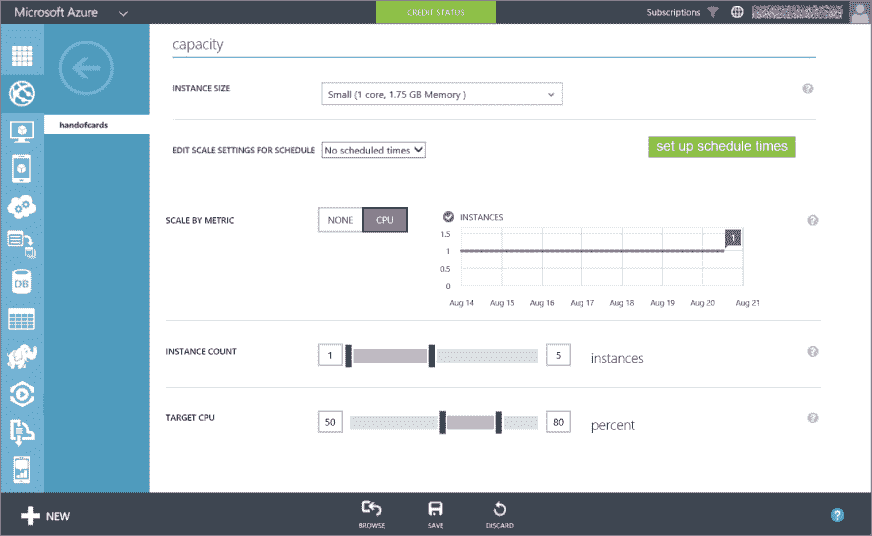 Microsoft Azure
CREDIT STATUS
Subscriptions
capacity
INSTANCE SIZE
Small (1 core, 1.75 GB Memory )
?
handofcards
EDIT SCALE SETTINGS FOR SCHEDULE
No scheduled times
set up schedule times
SCALE BY METRIC
NONE
CPU
INSTANCES
?
1.5
1
0.5
0
1
Aug 14 Aug 15 Aug 16 Aug 17 Aug 18 Aug 19 Aug 20 Aug 21
INSTANCE COUNT
1
5
instances
?
TARGET CPU
50
80
percent
?
DB
NEW
BROWSE
SAVE
DISCARD
?